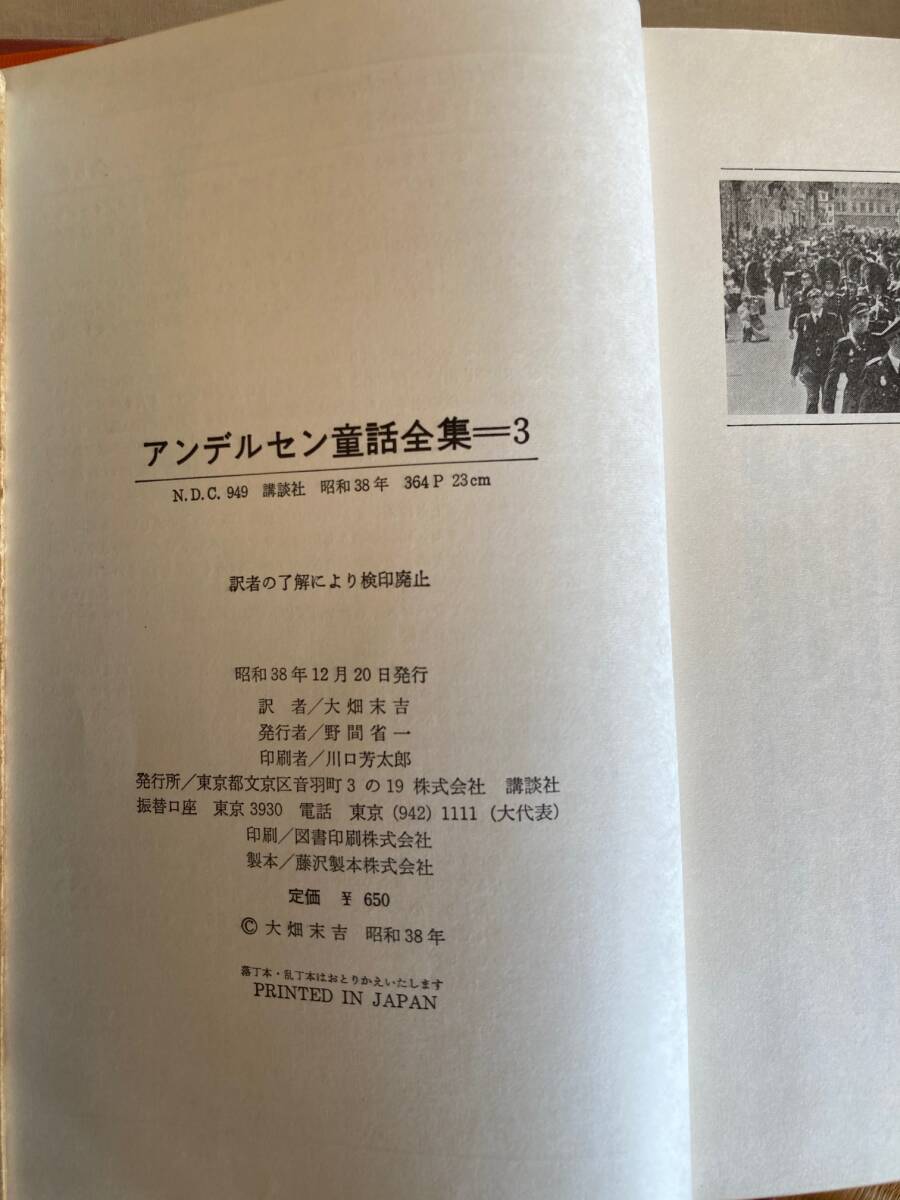 アンデルセン童話全集=3
N.D.C. 949 講談社 昭和38年 364P 23cm
訳者の了解により検印廃止
昭和38年12月20日発行
訳 者/大畑末吉
発行者/野間省一
印刷者/川口芳太郎
発行所/東京都文京区音羽町3の19 株式会社 講談社
振替口座 東京3930 電話 東京(942)1111(大代表)
印刷/図書印刷株式会社
製本/藤沢製本株式会社
定価 ¥650
© 大畑末吉 昭和38年
落丁本・乱丁本はおとりかえいたします
PRINTED IN JAPAN